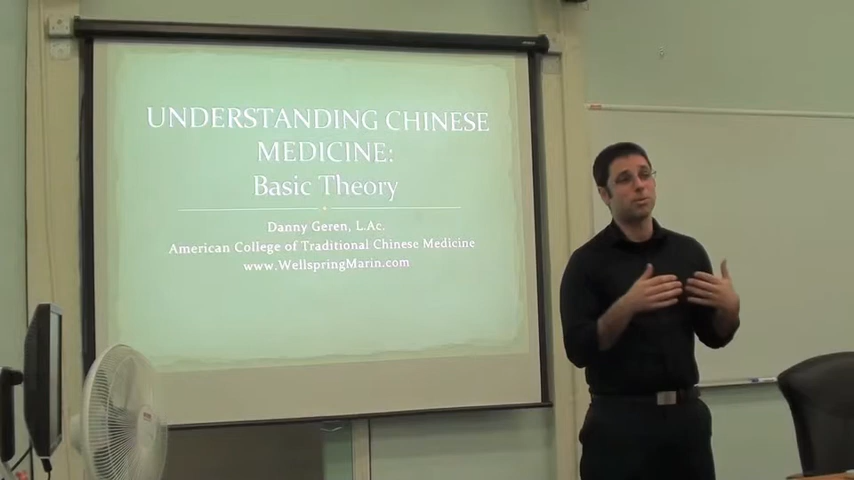 UNDERSTANDING CHINESE
MEDICINE:
Basic Theory
Danny Geren, L.Ac.
American College of Traditional Chinese Medicine
www.WellspringMarin.com